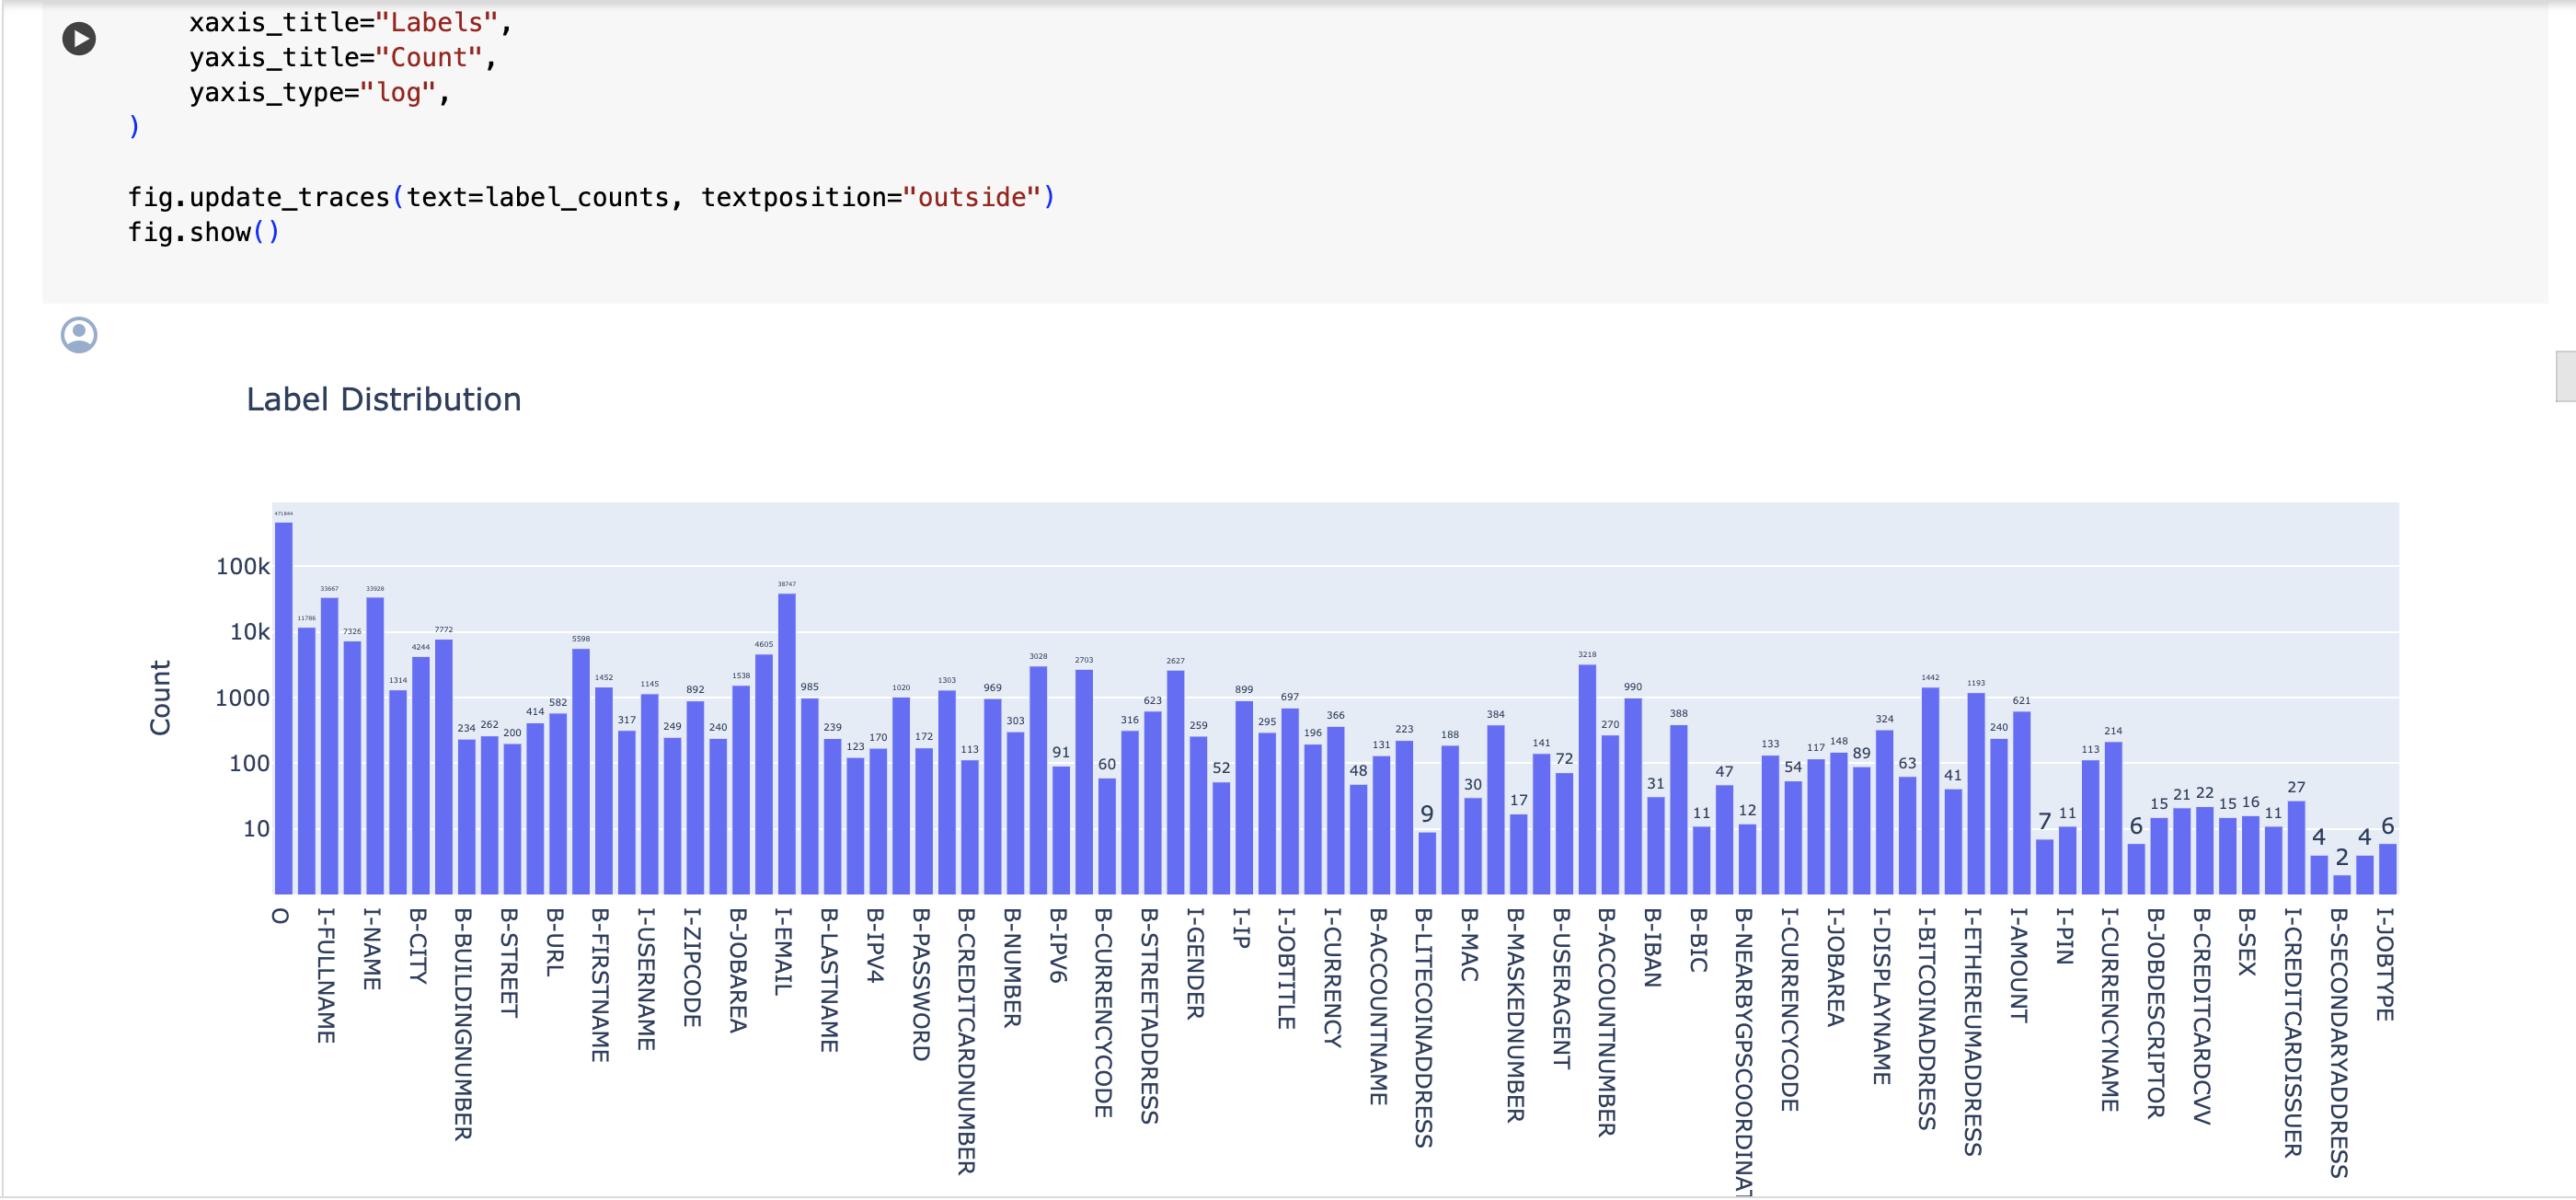 xaxis_title="Labels",
yaxis_title="Count",
yaxis_type="log",
)
fig.update_traces(text=label_counts, textposition="outside")
fig.show()
Label Distribution
Count
100k
10k
1000
100
10
471844 11786 33667 7326 33928 1314 4244 7772 234 262 200 414 582 5598 1452 317 1145 249 892 240 1538 4605 38747 985 239 123 170 1020 172 1303 113 969 303 3028 91 2703 60 316 623 2627 259 52 899 295 697 196 366 48 131 223 9 188 30 384 17 141 72 3218 270 990 31 388 11 47 12 133 54 117 148 89 324 63 1442 41 1193 240 621 7 11 113 214 6 15 21 22 15 16 11 27 4 2 4 6
O
I-FULLNAME
I-NAME
B-CITY
B-BUILDINGNUMBER
B-STREET
B-URL
B-FIRSTNAME
I-USERNAME
I-ZIPCODE
B-JOBAREA
I-EMAIL
B-LASTNAME
B-IPV4
B-PASSWORD
B-CREDITCARDNUMBER
B-NUMBER
B-IPV6
B-CURRENCYCODE
B-STREETADDRESS
I-GENDER
I-IP
I-JOBTITLE
I-CURRENCY
B-ACCOUNTNAME
B-LITECOINADDRESS
B-MAC
B-MASKEDNUMBER
B-USERAGENT
B-ACCOUNTNUMBER
B-IBAN
B-BIC
B-NEARBYGPSCOORDINAT
I-CURRENCYCODE
I-JOBAREA
I-DISPLAYNAME
I-BITCOINADDRESS
I-ETHEREUMADDRESS
I-AMOUNT
I-PIN
I-CURRENCYNAME
B-JOBDESCRIPTOR
B-CREDITCARDCVV
B-SEX
I-CREDITCARDISSUER
B-SECONDARYADDRESS
I-JOBTYPE